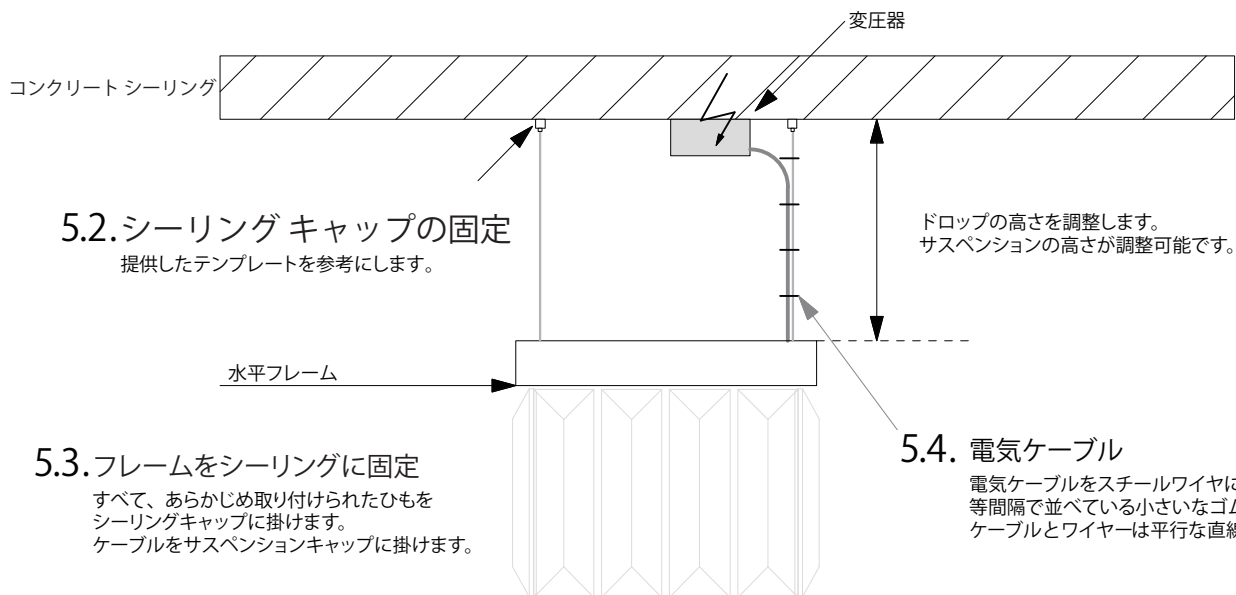 変圧器
コンクリート シーリング
5.2. シーリング キャップの固定
提供したテンプレートを参考にします。
ドロップの高さを調整します。
サスペンションの高さが調整可能です。
水平フレーム
5.3. フレームをシーリングに固定
すべて、あらかじめ取り付けられたひもを
シーリングキャップに掛けます。
ケーブルをサスペンションキャップに掛けます。
5.4. 電気ケーブル
電気ケーブルをスチールワイヤに
等間隔で並べている小さいなゴム
ケーブルとワイヤーは平行な直線